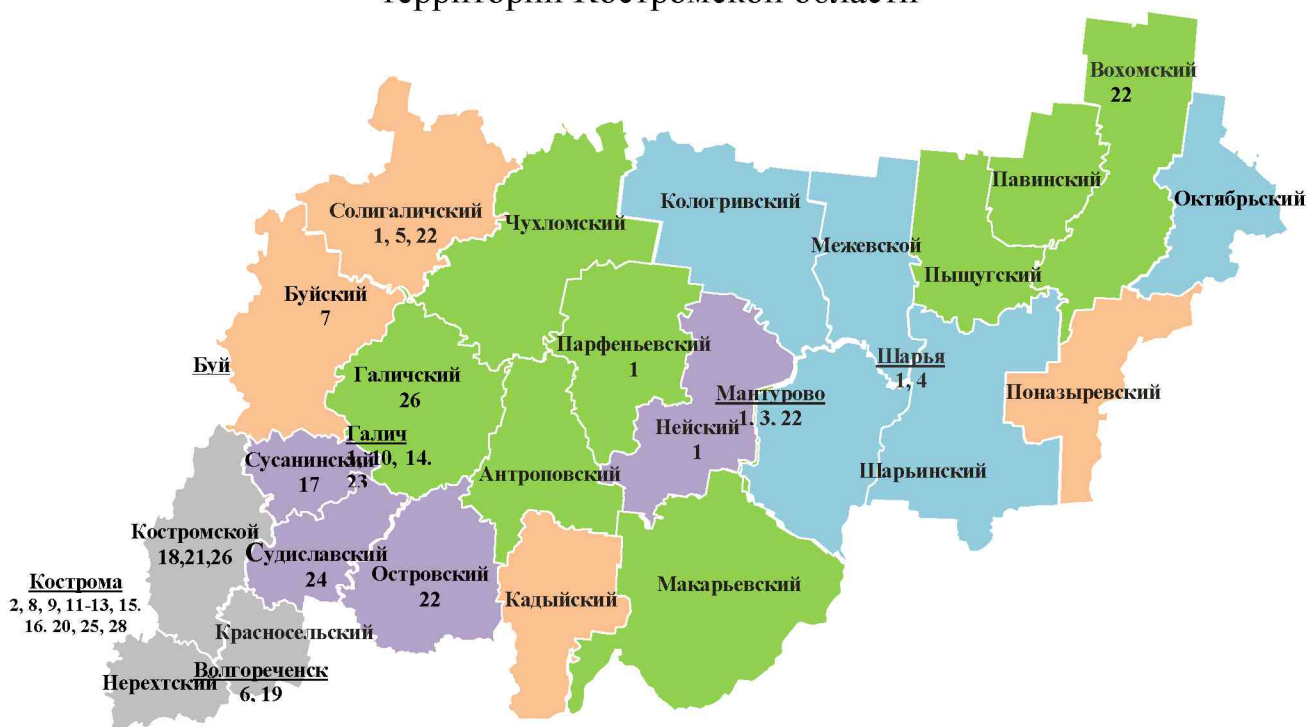 территории Костромской области
Вохомский
22
Павинский
Октябрьский
Кологривский
Солигаличский
1, 5, 22
Чухломский
Межевской
Пыщугский
Буйский
7
Парфеньевский
1
Шарья
1, 4
Буй
Галичский
26
Мантурово
1, 3, 22
Поназыревский
Нейский
1
Галич
10, 14.
23
Сусанинский
17
Антроповский
Шарьинский
Костромской
18,21,26
Судиславский
24
Островский
22
Макарьевский
Кострома
2, 8, 9, 11-13, 15.
16. 20, 25, 28
Кадыйский
Красносельский
Волгореченск
6, 19
Нерехтский